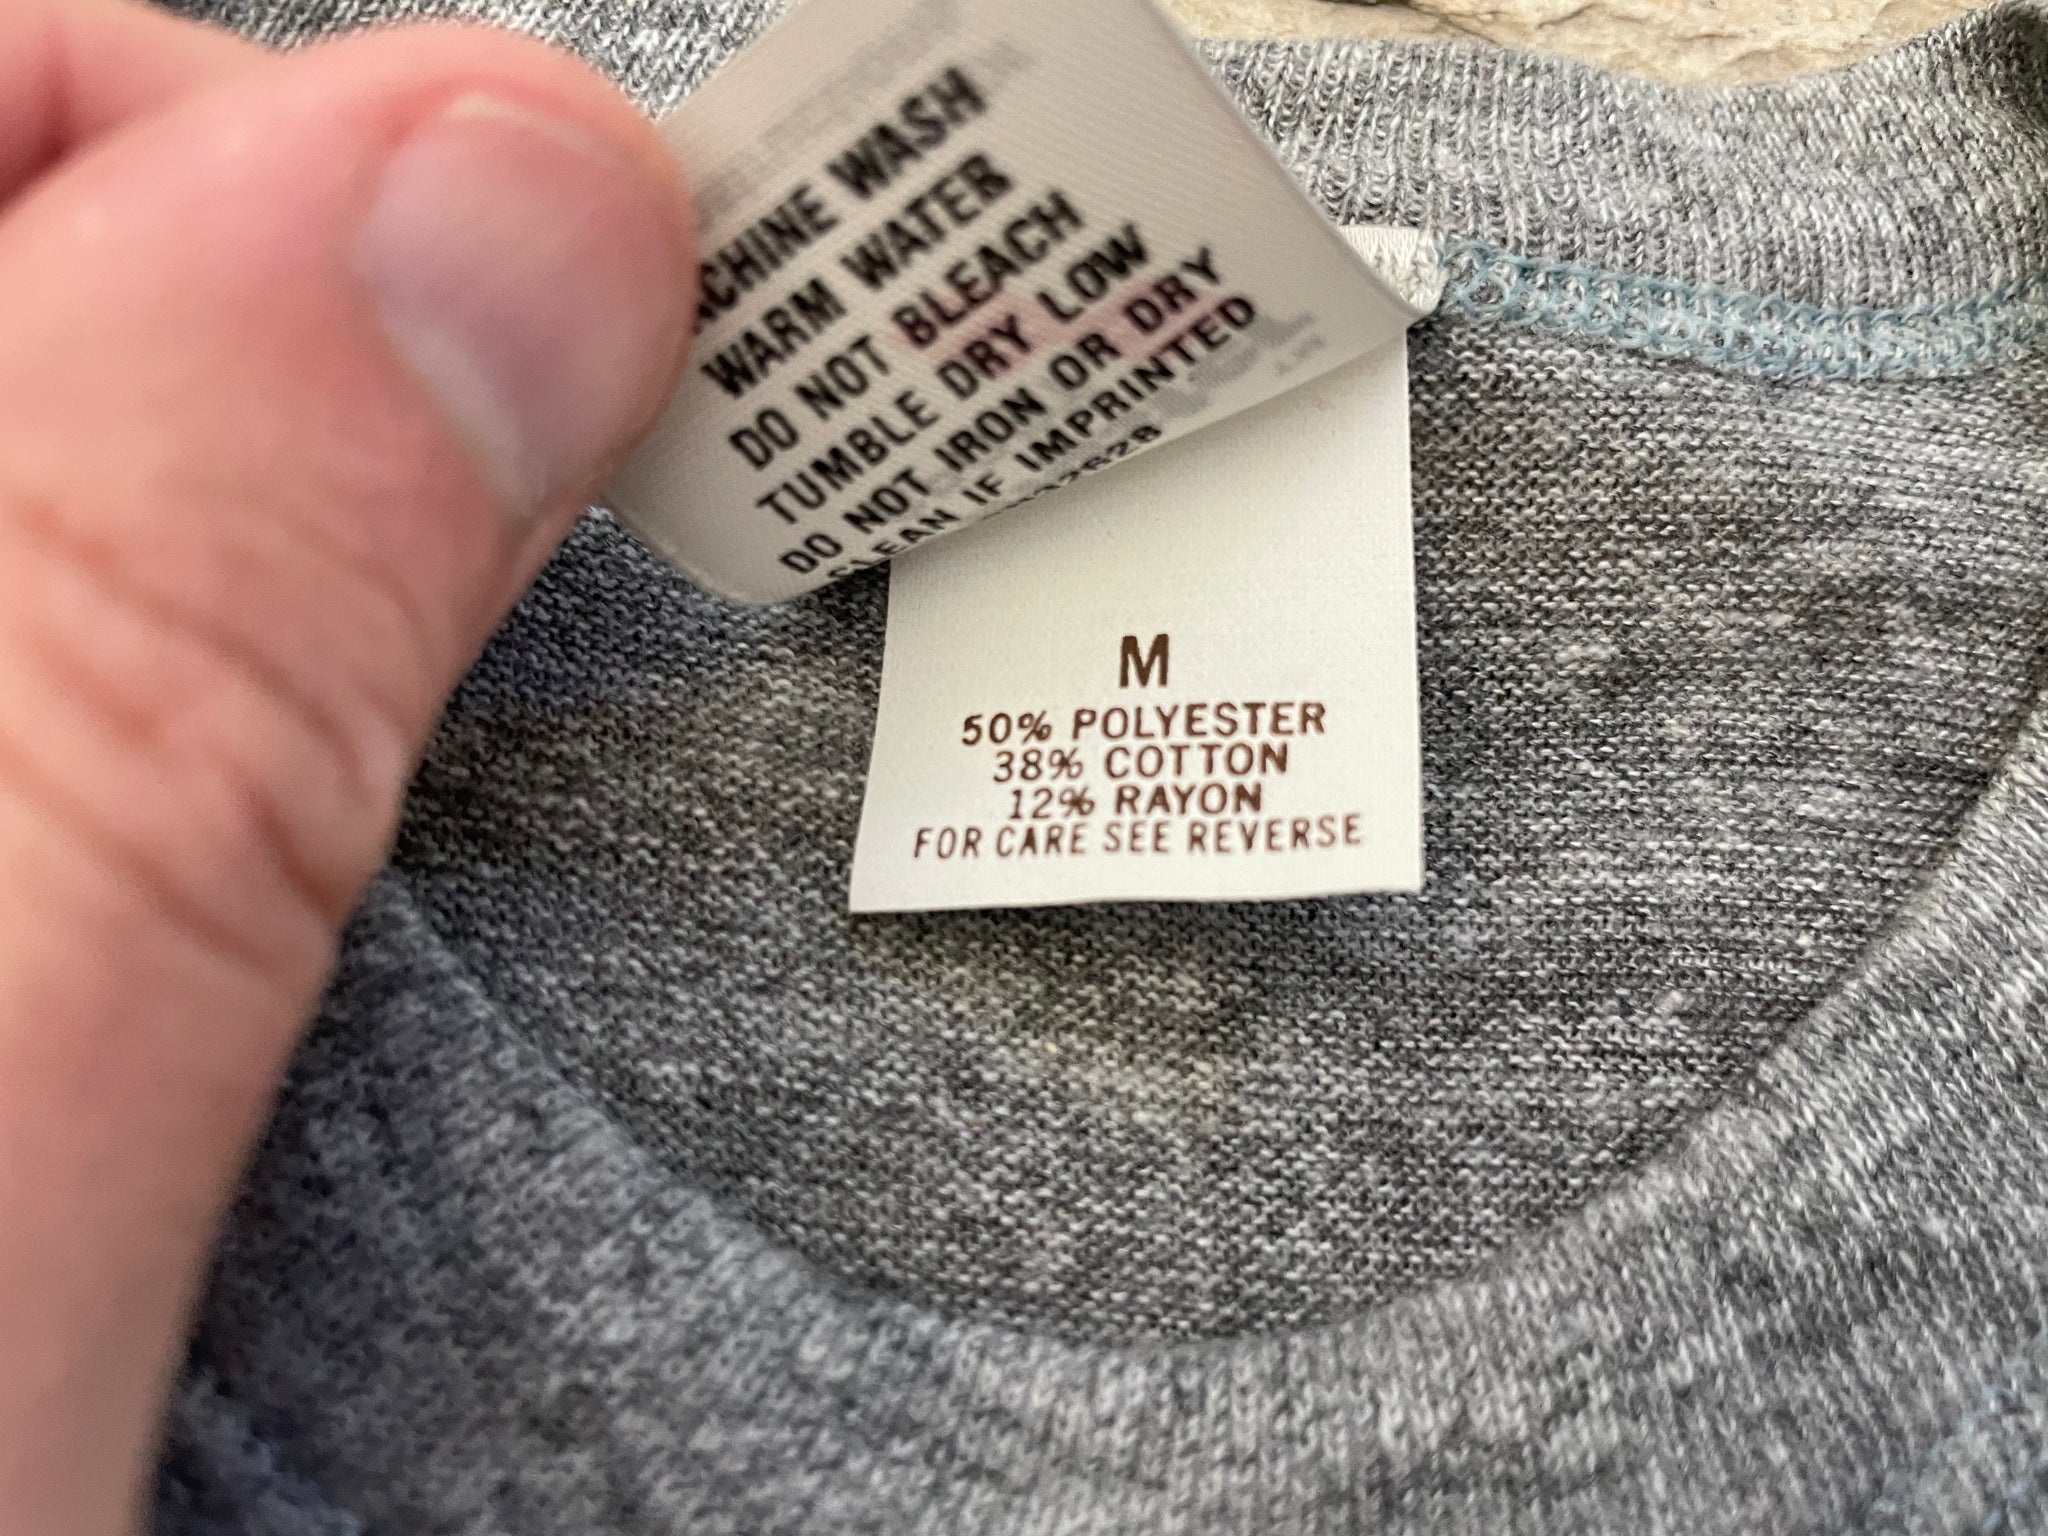 MACHINE WASH
WARM WATER
DO NOT BLEACH
TUMBLE DRY LOW
DO NOT IRON OR DRY
CLEAN IF IMPRINTED
M
50% POLYESTER
38% COTTON
12% RAYON
FOR CARE SEE REVERSE